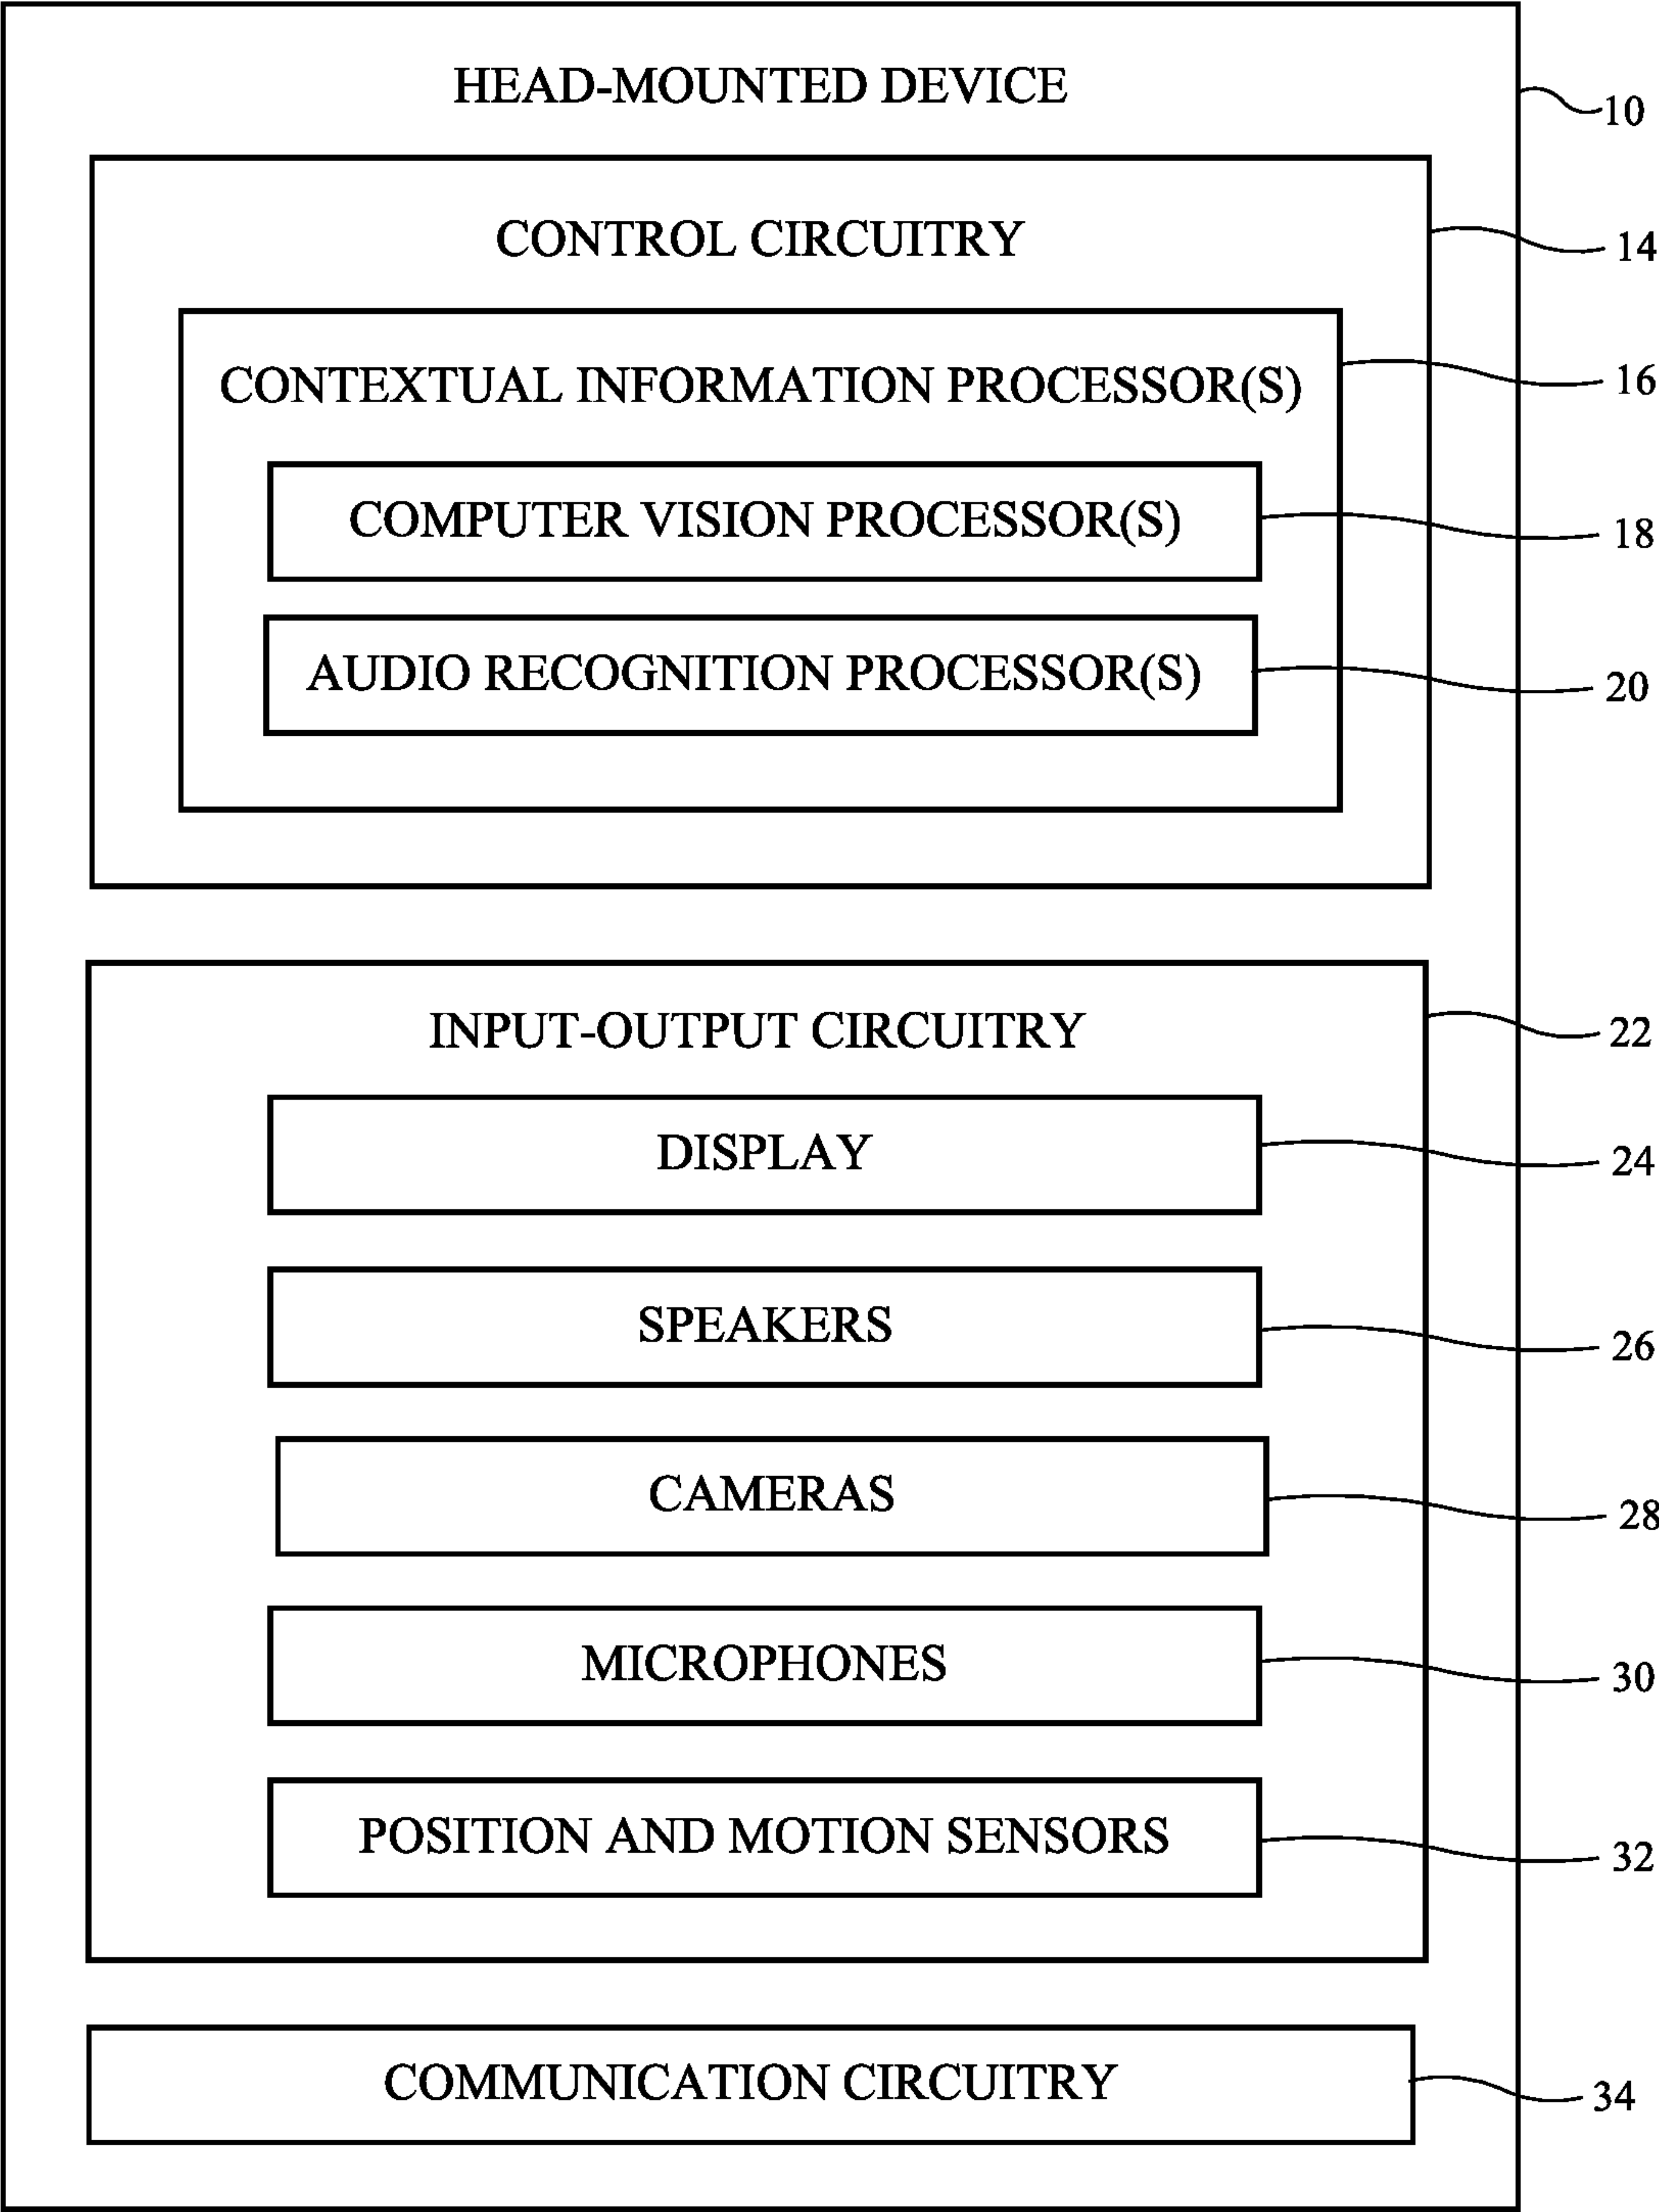 HEAD-MOUNTED DEVICE
10
CONTROL CIRCUITRY
14
CONTEXTUAL INFORMATION PROCESSOR(S)
16
COMPUTER VISION PROCESSOR(S)
18
AUDIO RECOGNITION PROCESSOR(S)
20
INPUT-OUTPUT CIRCUITRY
22
DISPLAY
24
SPEAKERS
26
CAMERAS
28
MICROPHONES
30
POSITION AND MOTION SENSORS
32
COMMUNICATION CIRCUITRY
34